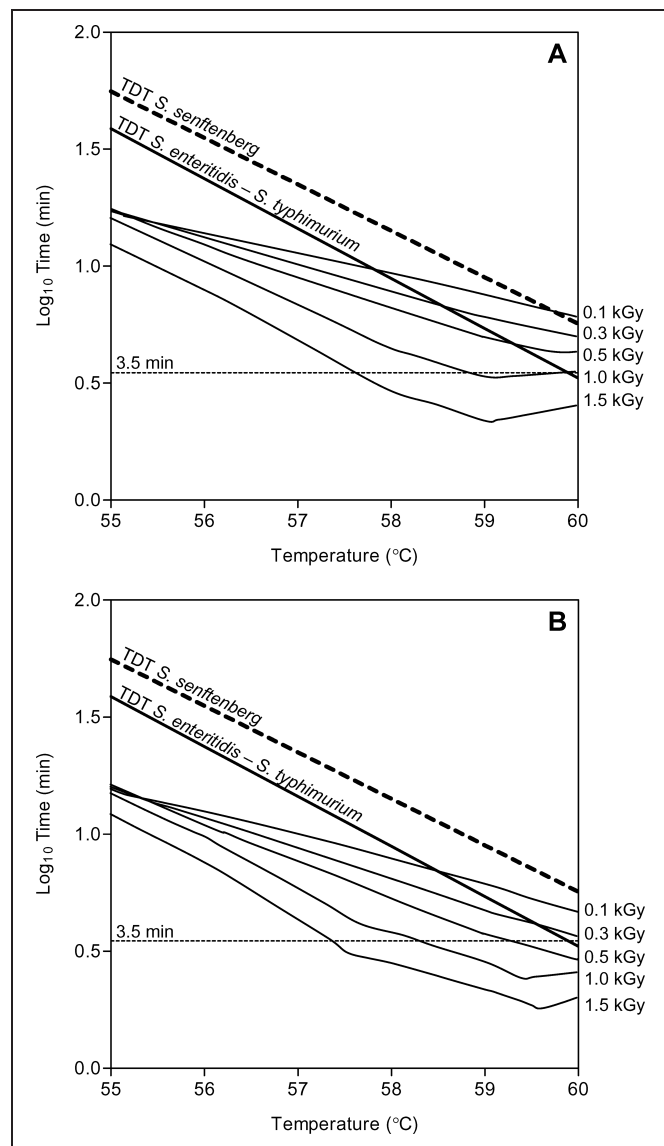 A
2.0
1.5
1.0
0.5
0.0
Log10 Time (min)
TDT S. senftenberg
TDT S. enteritidis – S. typhimurium
3.5 min
0.1 kGy
0.3 kGy
0.5 kGy
1.0 kGy
1.5 kGy
55 56 57 58 59 60
Temperature (°C)
B
2.0
1.5
1.0
0.5
0.0
Log10 Time (min)
TDT S. senftenberg
TDT S. enteritidis – S. typhimurium
3.5 min
0.1 kGy
0.3 kGy
0.5 kGy
1.0 kGy
1.5 kGy
55 56 57 58 59 60
Temperature (°C)